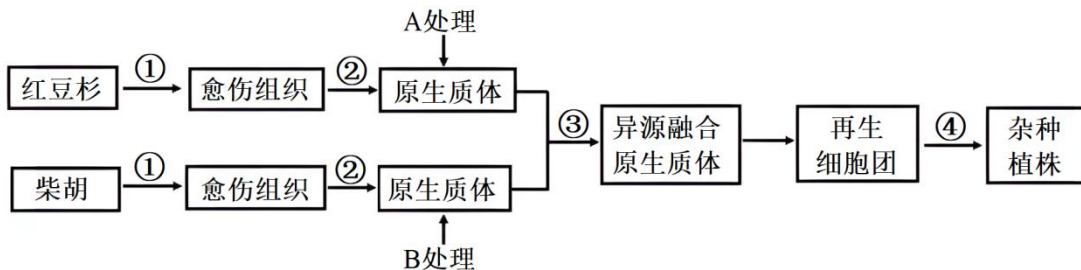 A处理
红豆杉 ① 愈伤组织 ② 原生质体
③ 异源融合
原生质体
再生
细胞团
④ 杂种
植株
柴胡 ① 愈伤组织 ② 原生质体
B处理